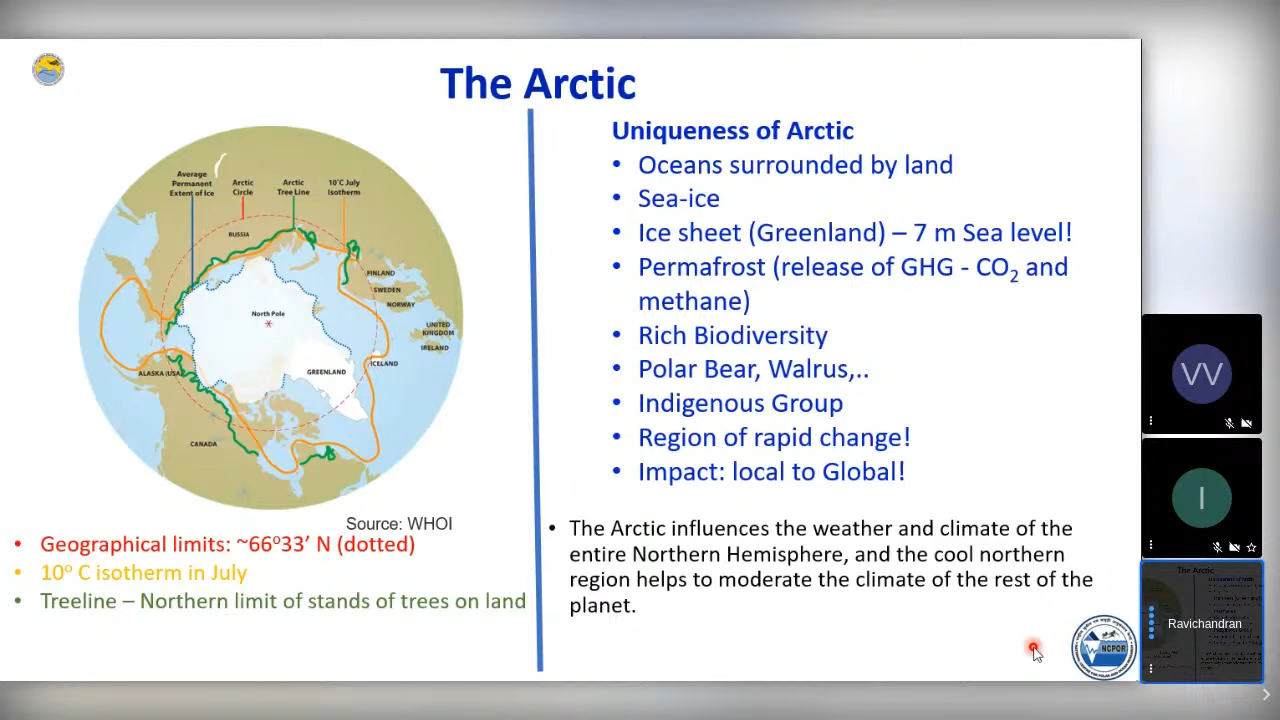 The Arctic
Average
Permanent
Extent of Ice
Arctic
Circle
Arctic
Tree Line
10°C July
Isotherm
RUSSIA
FINLAND
SWEDEN
NORWAY
North Pole
UNITED
KINGDOM
IRELAND
ICELAND
GREENLAND
ALASKA (USA)
CANADA
Source: WHOI
• Geographical limits: ~66°33’ N (dotted)
• 10° C isotherm in July
• Treeline – Northern limit of stands of trees on land
Uniqueness of Arctic
• Oceans surrounded by land
• Sea-ice
• Ice sheet (Greenland) – 7 m Sea level!
• Permafrost (release of GHG - CO₂ and
methane)
• Rich Biodiversity
• Polar Bear, Walrus,..
• Indigenous Group
• Region of rapid change!
• Impact: local to Global!
• The Arctic influences the weather and climate of the
entire Northern Hemisphere, and the cool northern
region helps to moderate the climate of the rest of the
planet.
NCPOR
VV
I
Ravichandran